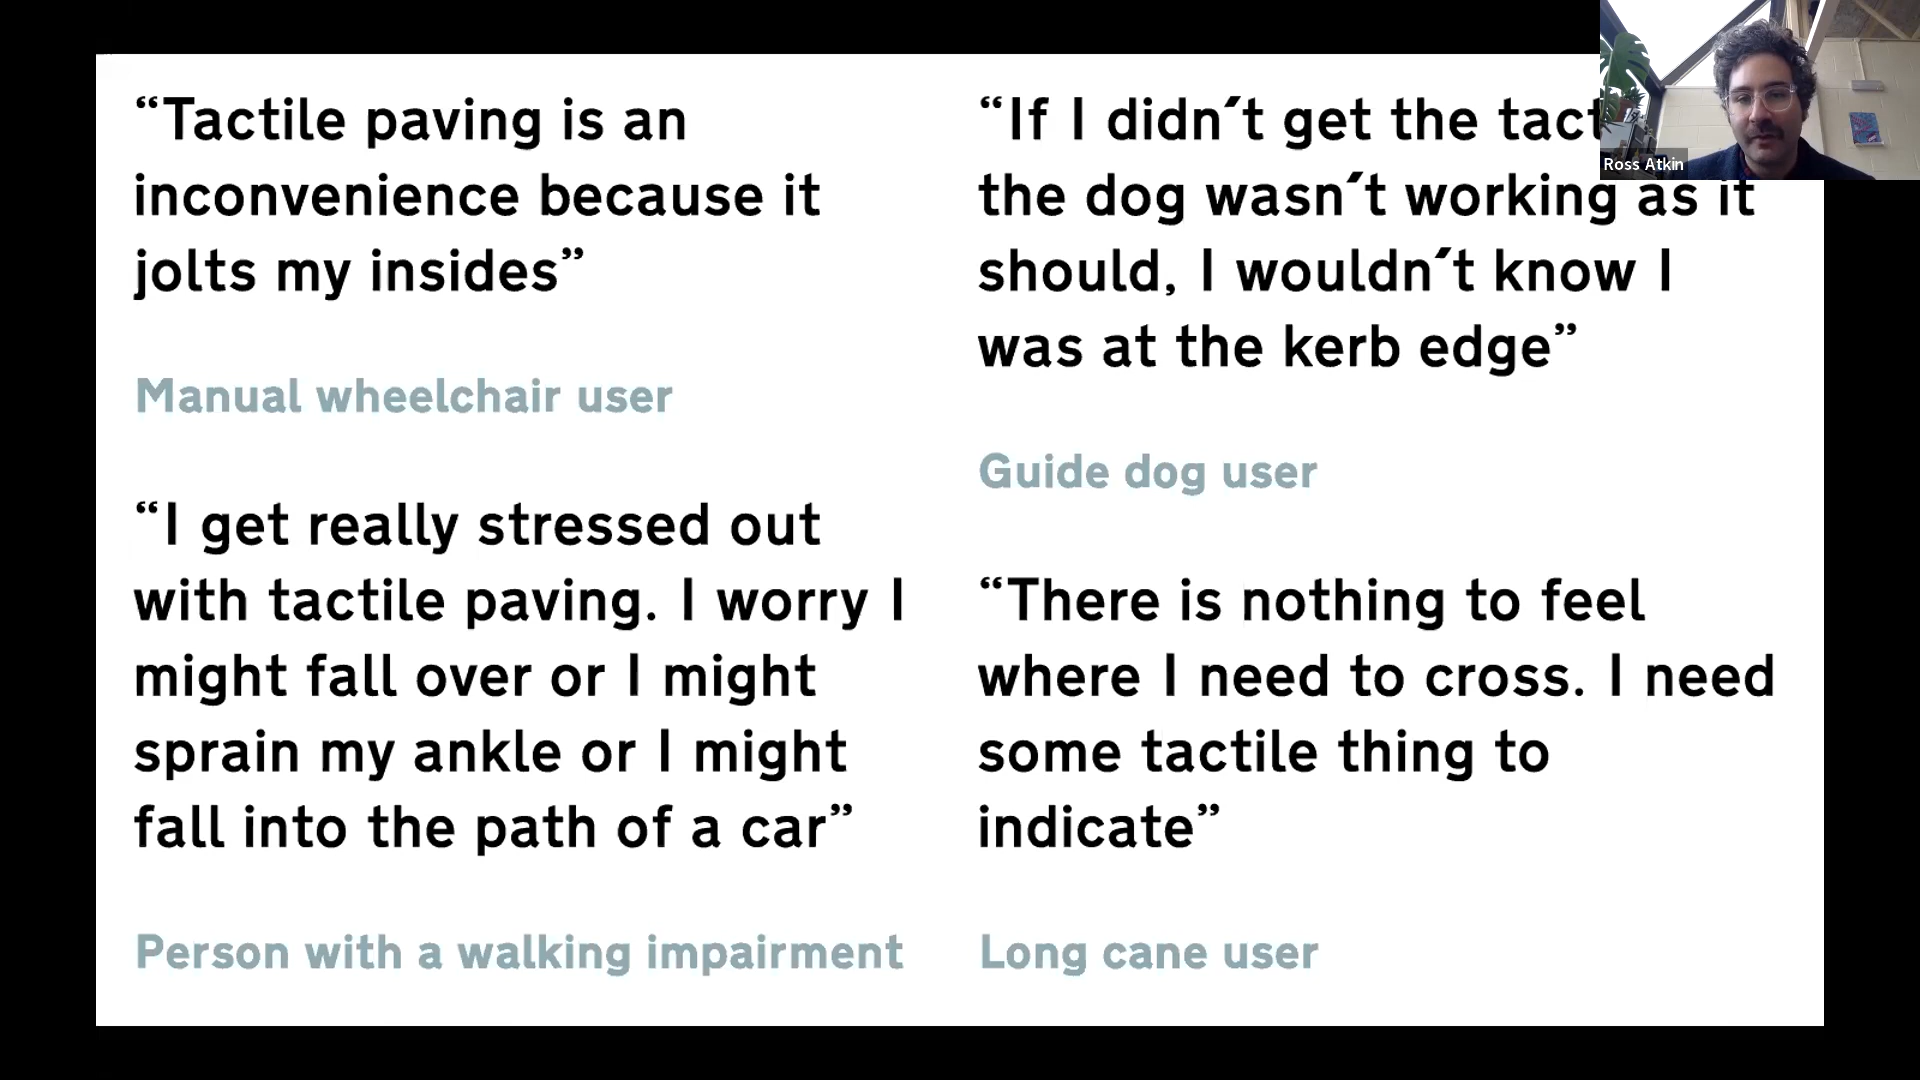 “Tactile paving is an
inconvenience because it
jolts my insides”
Manual wheelchair user
“I get really stressed out
with tactile paving. I worry I
might fall over or I might
sprain my ankle or I might
fall into the path of a car”
Person with a walking impairment
“If I didn´t get the
the dog wasn´t working as it
should, I wouldn´t know I
was at the kerb edge”
Guide dog user
“There is nothing to feel
where I need to cross. I need
some tactile thing to
indicate”
Long cane user
Ross Atkin